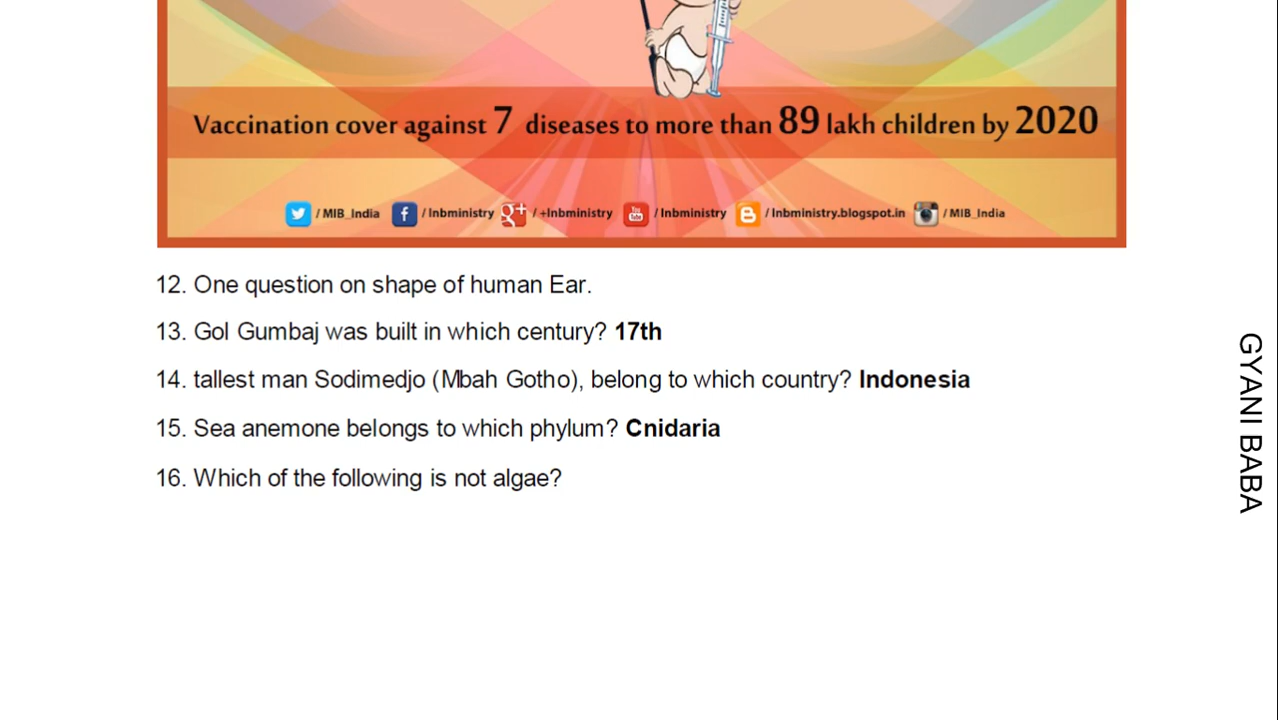 Vaccination cover against 7 diseases to more than 89 lakh children by 2020
/ MIB_India / Inbministry / +Inbministry / Inbministry / Inbministry.blogspot.in / MIB_India
12. One question on shape of human Ear.
13. Gol Gumbaj was built in which century? 17th
14. tallest man Sodimedjo (Mbah Gotho), belong to which country? Indonesia
15. Sea anemone belongs to which phylum? Cnidaria
16. Which of the following is not algae?
GYANI BABA